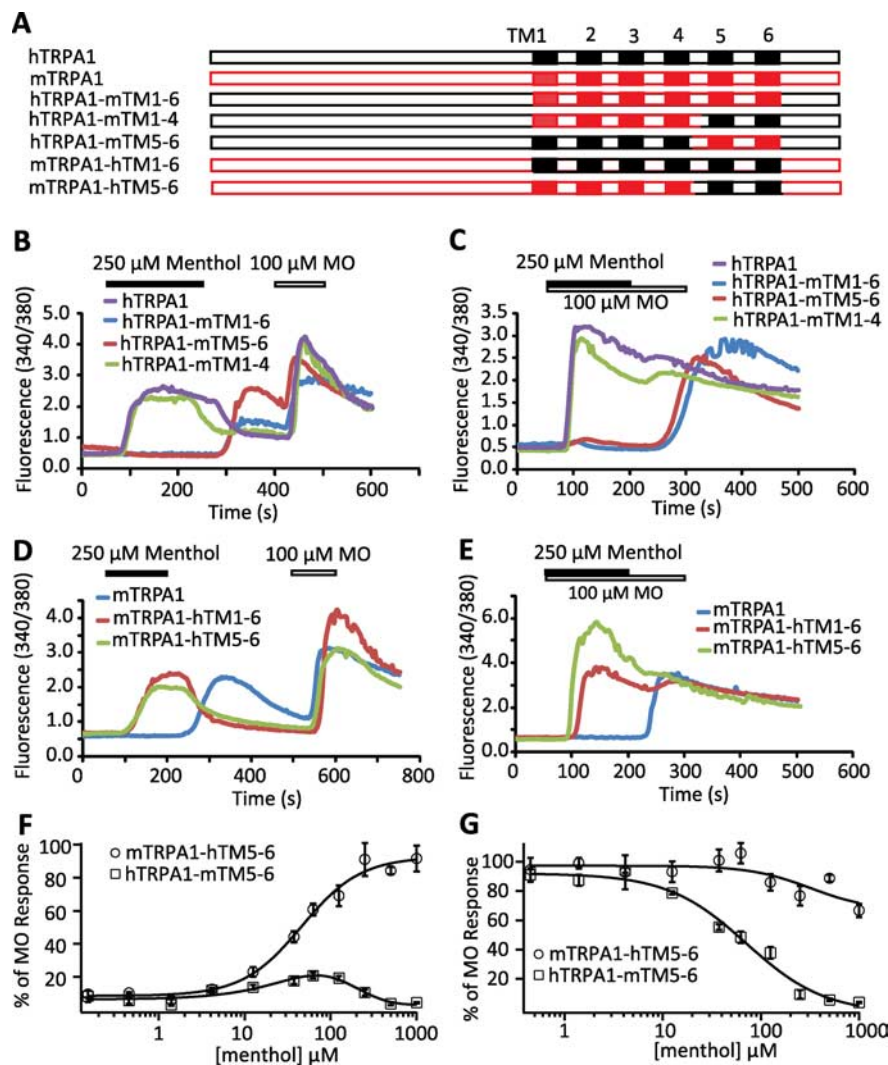 A
TM1 2 3 4 5 6
hTRPA1
mTRPA1
hTRPA1-mTM1-6
hTRPA1-mTM1-4
hTRPA1-mTM5-6
mTRPA1-hTM1-6
mTRPA1-hTM5-6
B
250 µM Menthol 100 µM MO
hTRPA1
hTRPA1-mTM1-6
hTRPA1-mTM5-6
hTRPA1-mTM1-4
Fluorescence (340/380)
5.0
4.0
3.0
2.0
1.0
0.0
0 200 400 600
Time (s)
C
250 µM Menthol
100 µM MO
hTRPA1
hTRPA1-mTM1-6
hTRPA1-mTM5-6
hTRPA1-mTM1-4
Fluorescence (340/380)
3.5
3.0
2.5
2.0
1.5
1.0
0.5
0.0
0 100 200 300 400 500
Time (s)
D
250 µM Menthol 100 µM MO
mTRPA1
mTRPA1-hTM1-6
mTRPA1-hTM5-6
Fluorescence (340/380)
4.0
3.0
2.0
1.0
0.0
0 200 400 600
Time (s)
E
250 µM Menthol
100 µM MO
mTRPA1
mTRPA1-hTM1-6
mTRPA1-hTM5-6
Fluorescence (340/380)
6.0
4.0
2.0
0.0
0 100 200 300 400 500
Time (s)
F
mTRPA1-hTM5-6
hTRPA1-mTM5-6
% of MO Response
100
80
60
40
20
1 10 100 1000
[menthol] µM
G
mTRPA1-hTM5-6
hTRPA1-mTM5-6
% of MO Response
100
80
60
40
20
0
1 10 100 1000
[menthol] µM